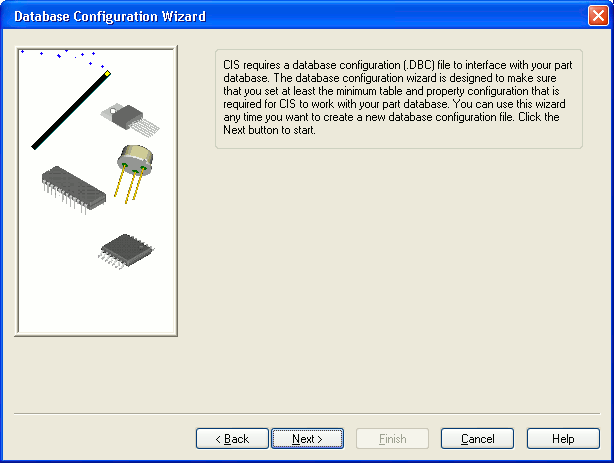 Database Configuration Wizard
CIS requires a database configuration (.DBC) file to interface with your part
database. The database configuration wizard is designed to make sure
that you set at least the minimum table and property configuration that is
required for CIS to work with your part database. You can use this wizard
any time you want to create a new database configuration file. Click the
Next button to start.
< Back Next > Finish Cancel Help